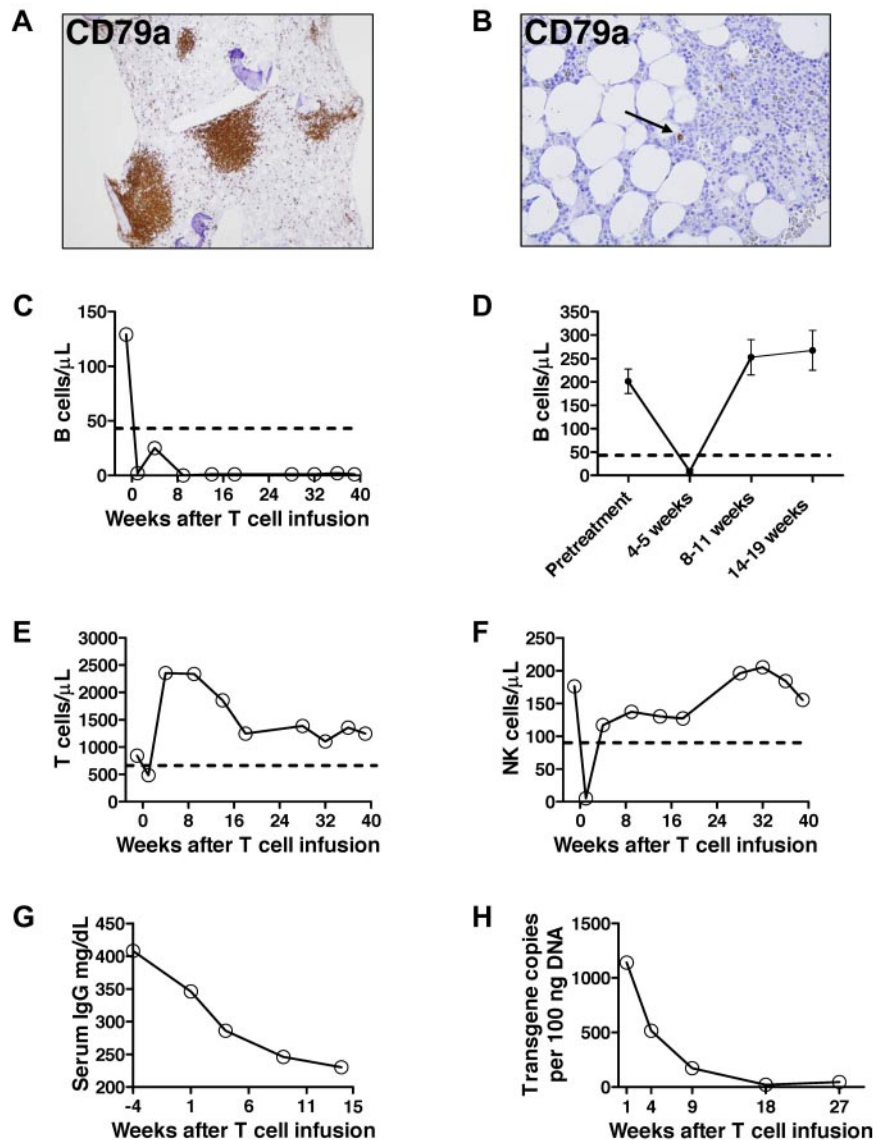 A
CD79a
B
CD79a
C
B cells/μL
150
100
50
0
0 8 16 24 32 40
Weeks after T cell infusion
D
B cells/μL
350
300
250
200
150
100
50
0
Pretreatment
4-5 weeks
8-11 weeks
14-19 weeks
E
T cells/μL
3000
2500
2000
1500
1000
500
0
0 8 16 24 32 40
Weeks after T cell infusion
F
NK cells/μL
250
200
150
100
50
0
0 8 16 24 32 40
Weeks after T cell infusion
G
Serum IgG mg/dL
450
400
350
300
250
200
-4 1 6 11 15
Weeks after T cell infusion
H
Transgene copies
per 100 ng DNA
1500
1000
500
0
1 4 9 18 27
Weeks after T cell infusion